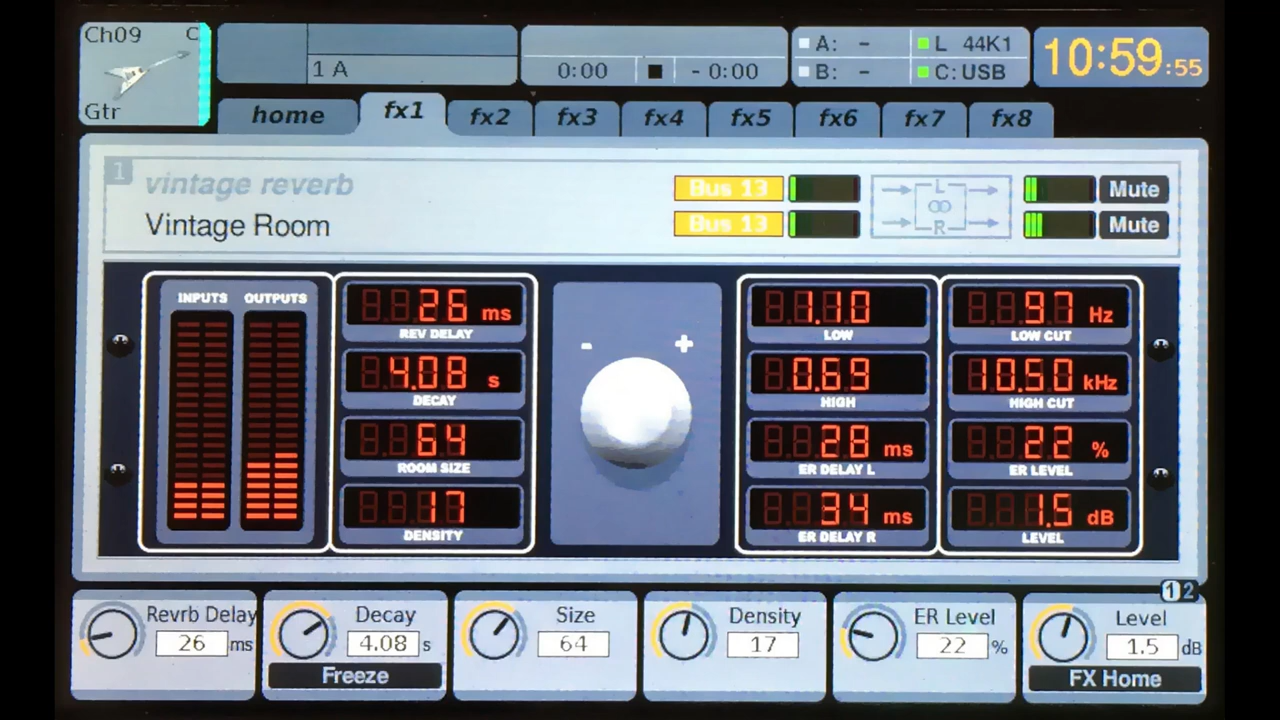 Ch09 C
Gtr
1 A
0:00 - 0:00
A: - L 44K1
B: - C: USB
10:59:55
home fx1 fx2 fx3 fx4 fx5 fx6 fx7 fx8
1 vintage reverb
Vintage Room
Bus 13 L Mute
Bus 13 R Mute
INPUTS OUTPUTS
26 ms
REV DELAY
4.08 s
DECAY
64
ROOM SIZE
17
DENSITY
- +
1.10
LOW
0.69
HIGH
28 ms
ER DELAY L
34 ms
ER DELAY R
97 Hz
LOW CUT
10.50 kHz
HIGH CUT
22 %
ER LEVEL
1.5 dB
LEVEL
1 2
Revrb Delay
26 ms
Decay
4.08 s
Freeze
Size
64
Density
17
ER Level
22 %
Level
1.5 dB
FX Home